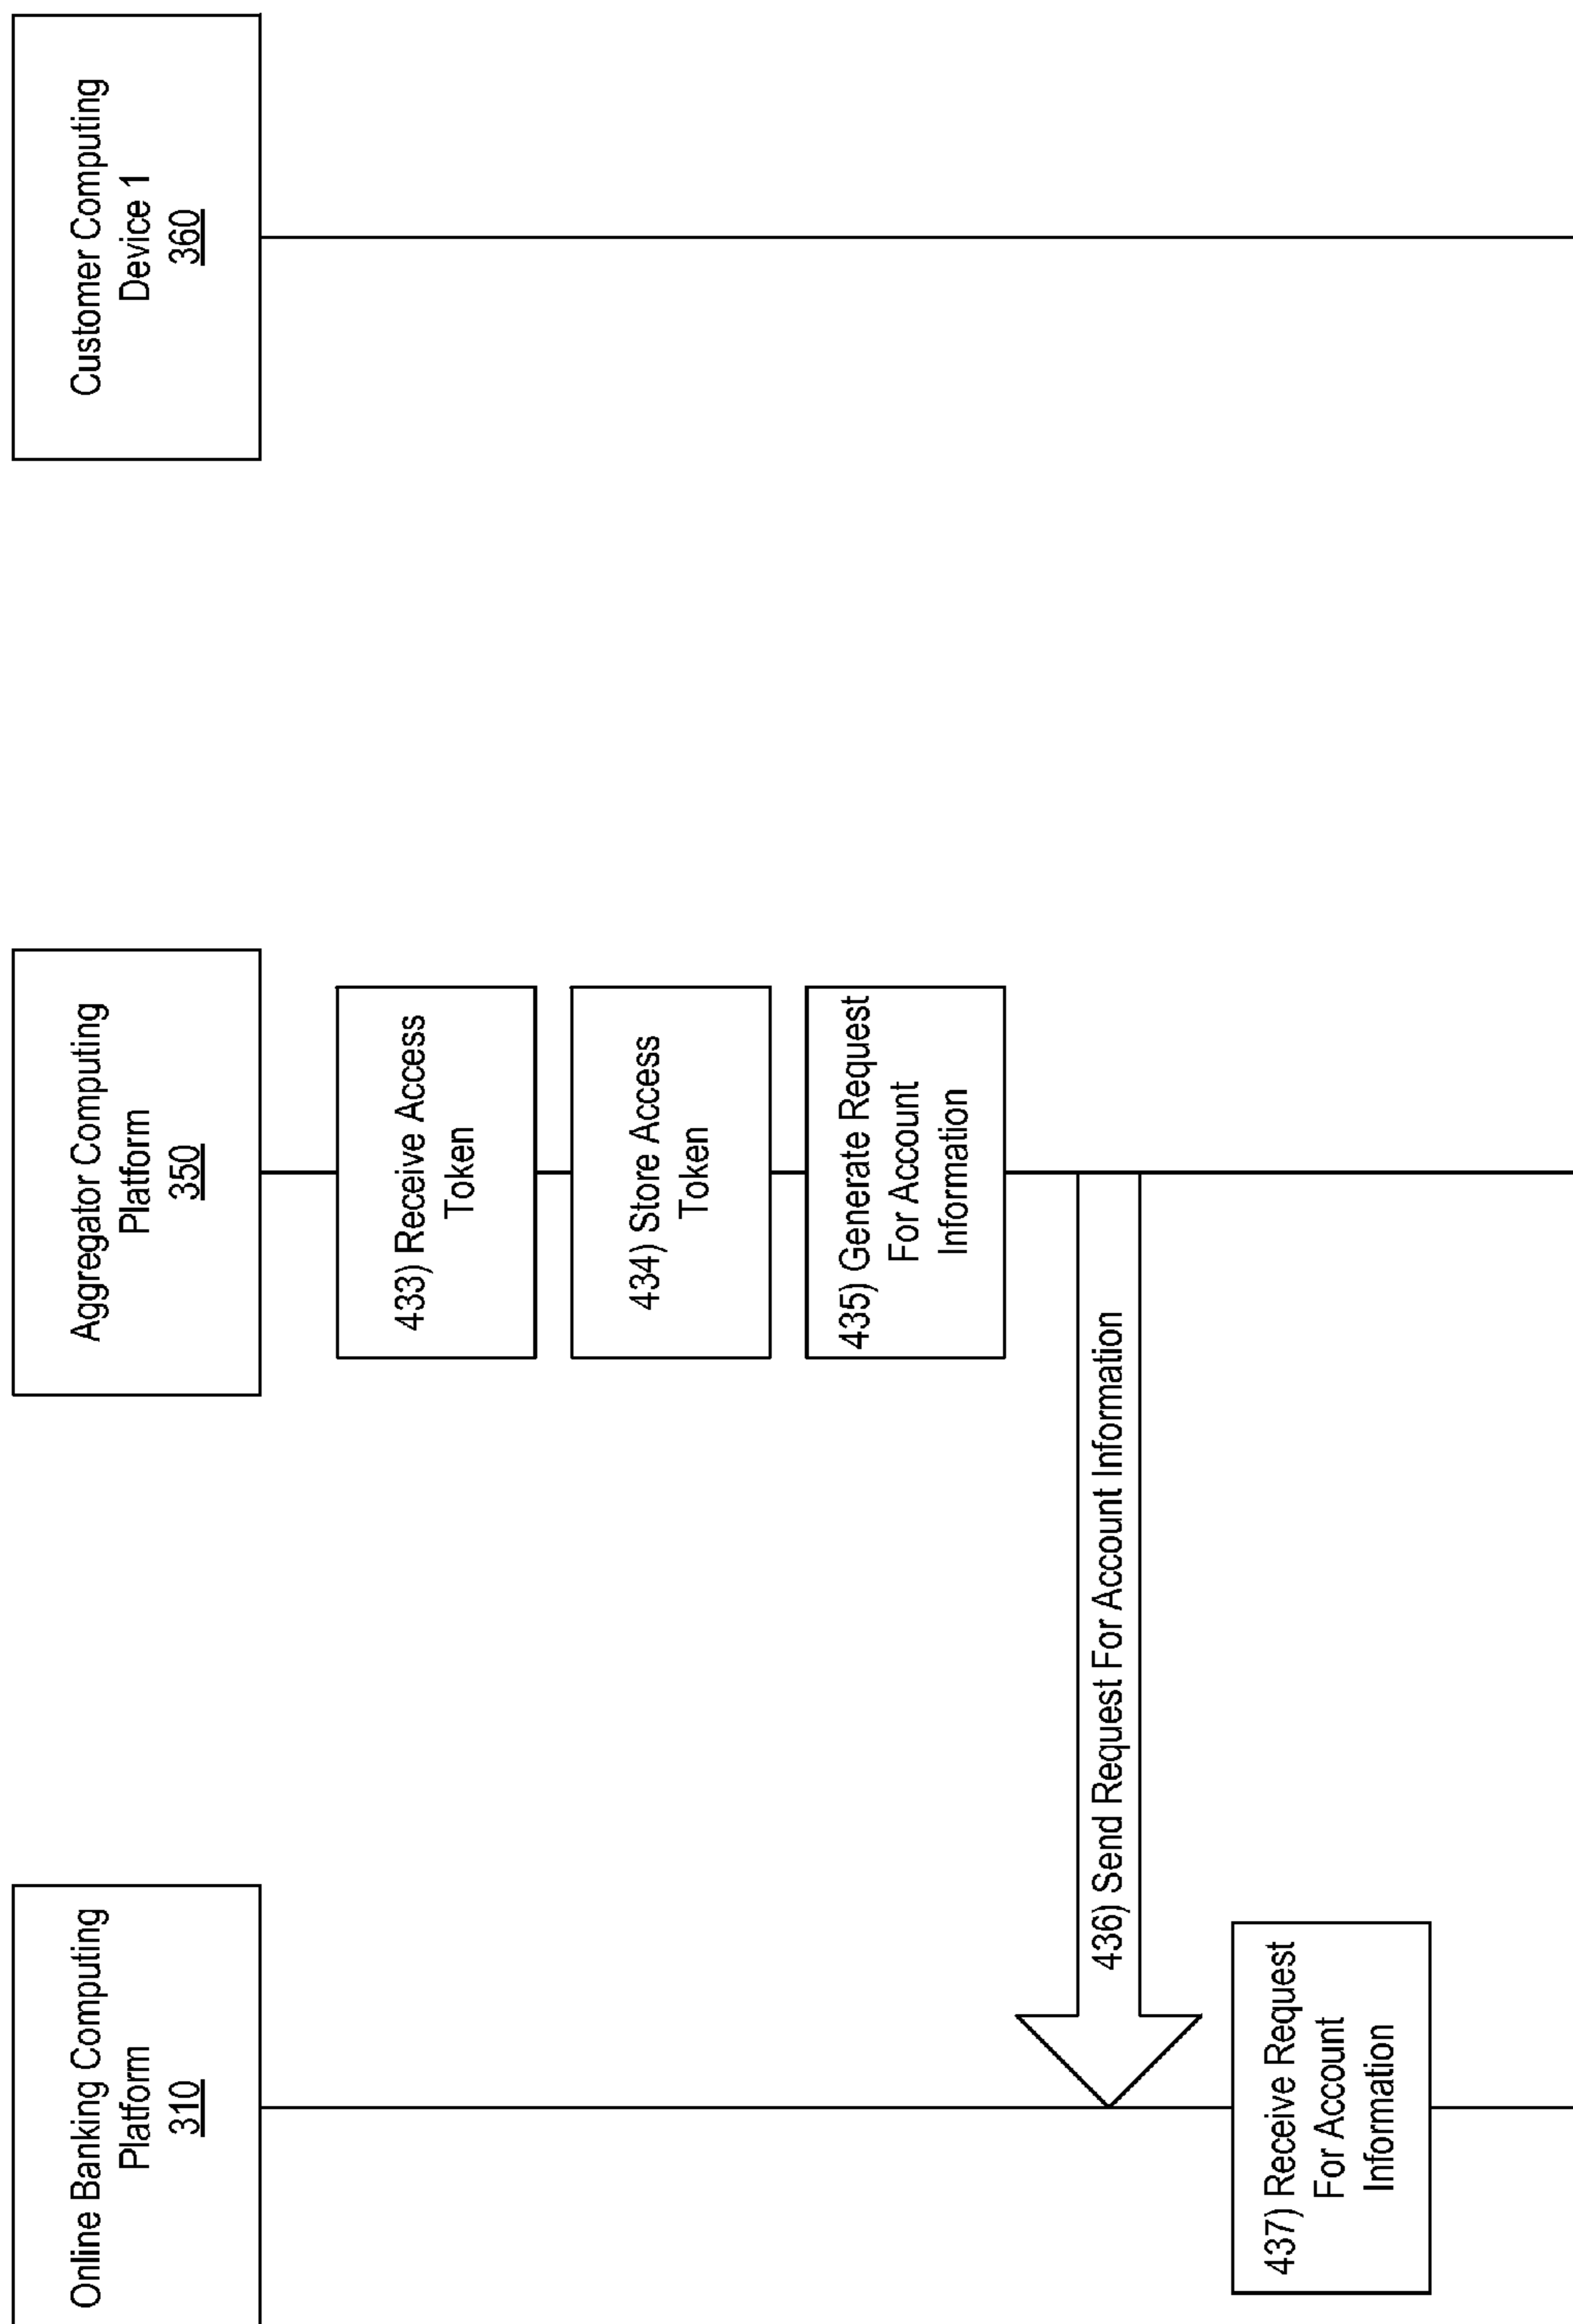 Online Banking Computing
Platform
310
Aggregator Computing
Platform
350
Customer Computing
Device 1
360
433) Receive Access
Token
434) Store Access
Token
435) Generate Request
For Account
Information
436) Send Request For Account Information
437) Receive Request
For Account
Information